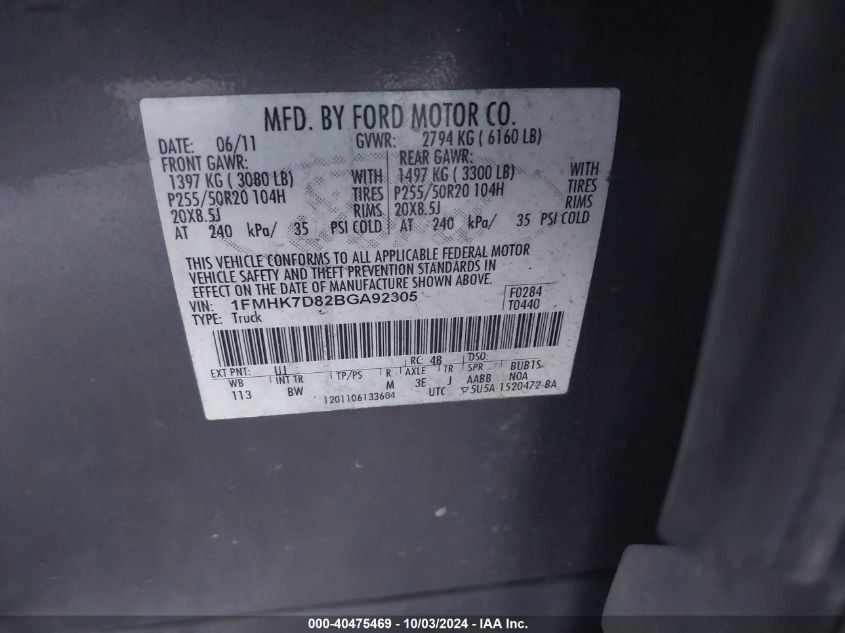 MFD. BY FORD MOTOR CO.
DATE: 06/11 GVWR: 2794 KG ( 6160 LB)
FRONT GAWR: REAR GAWR:
1397 KG ( 3080 LB) WITH 1497 KG ( 3300 LB) WITH
P255/50R20 104H TIRES P255/50R20 104H TIRES
20X8.5J RIMS 20X8.5J RIMS
AT 240 kPa/ 35 PSI COLD AT 240 kPa/ 35 PSI COLD
THIS VEHICLE CONFORMS TO ALL APPLICABLE FEDERAL MOTOR
VEHICLE SAFETY AND THEFT PREVENTION STANDARDS IN
EFFECT ON THE DATE OF MANUFACTURE SHOWN ABOVE.
VIN: 1FMHK7D82BGA92305 F0284
TYPE: Truck T0440
EXT PNT: UJ RC: 48 DSO:
WB INT TR TP/PS R AXLE TR SPR BUB1S
113 BW M 3E J AABB NOA
1201106133604 UTC 5U5A-1520472-BA
000-40475469 - 10/03/2024 - IAA Inc.